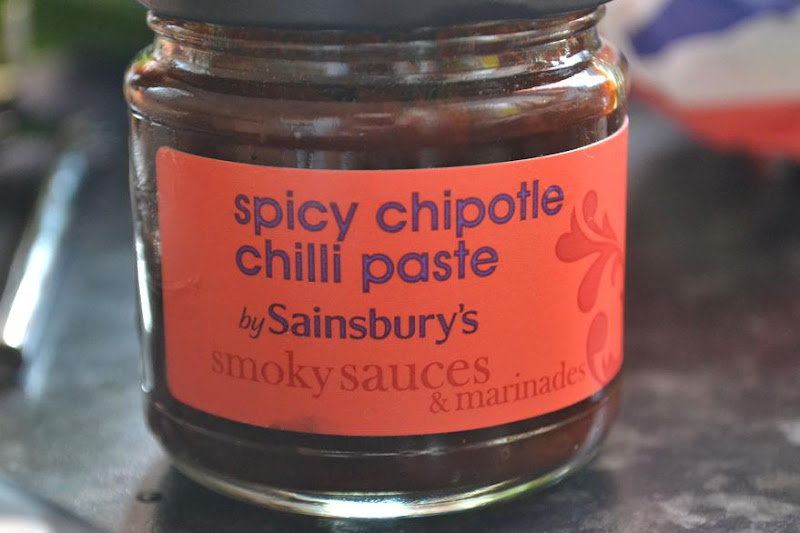 spicy chipotle
chilli paste
by Sainsbury's
smoky sauces
& marinades